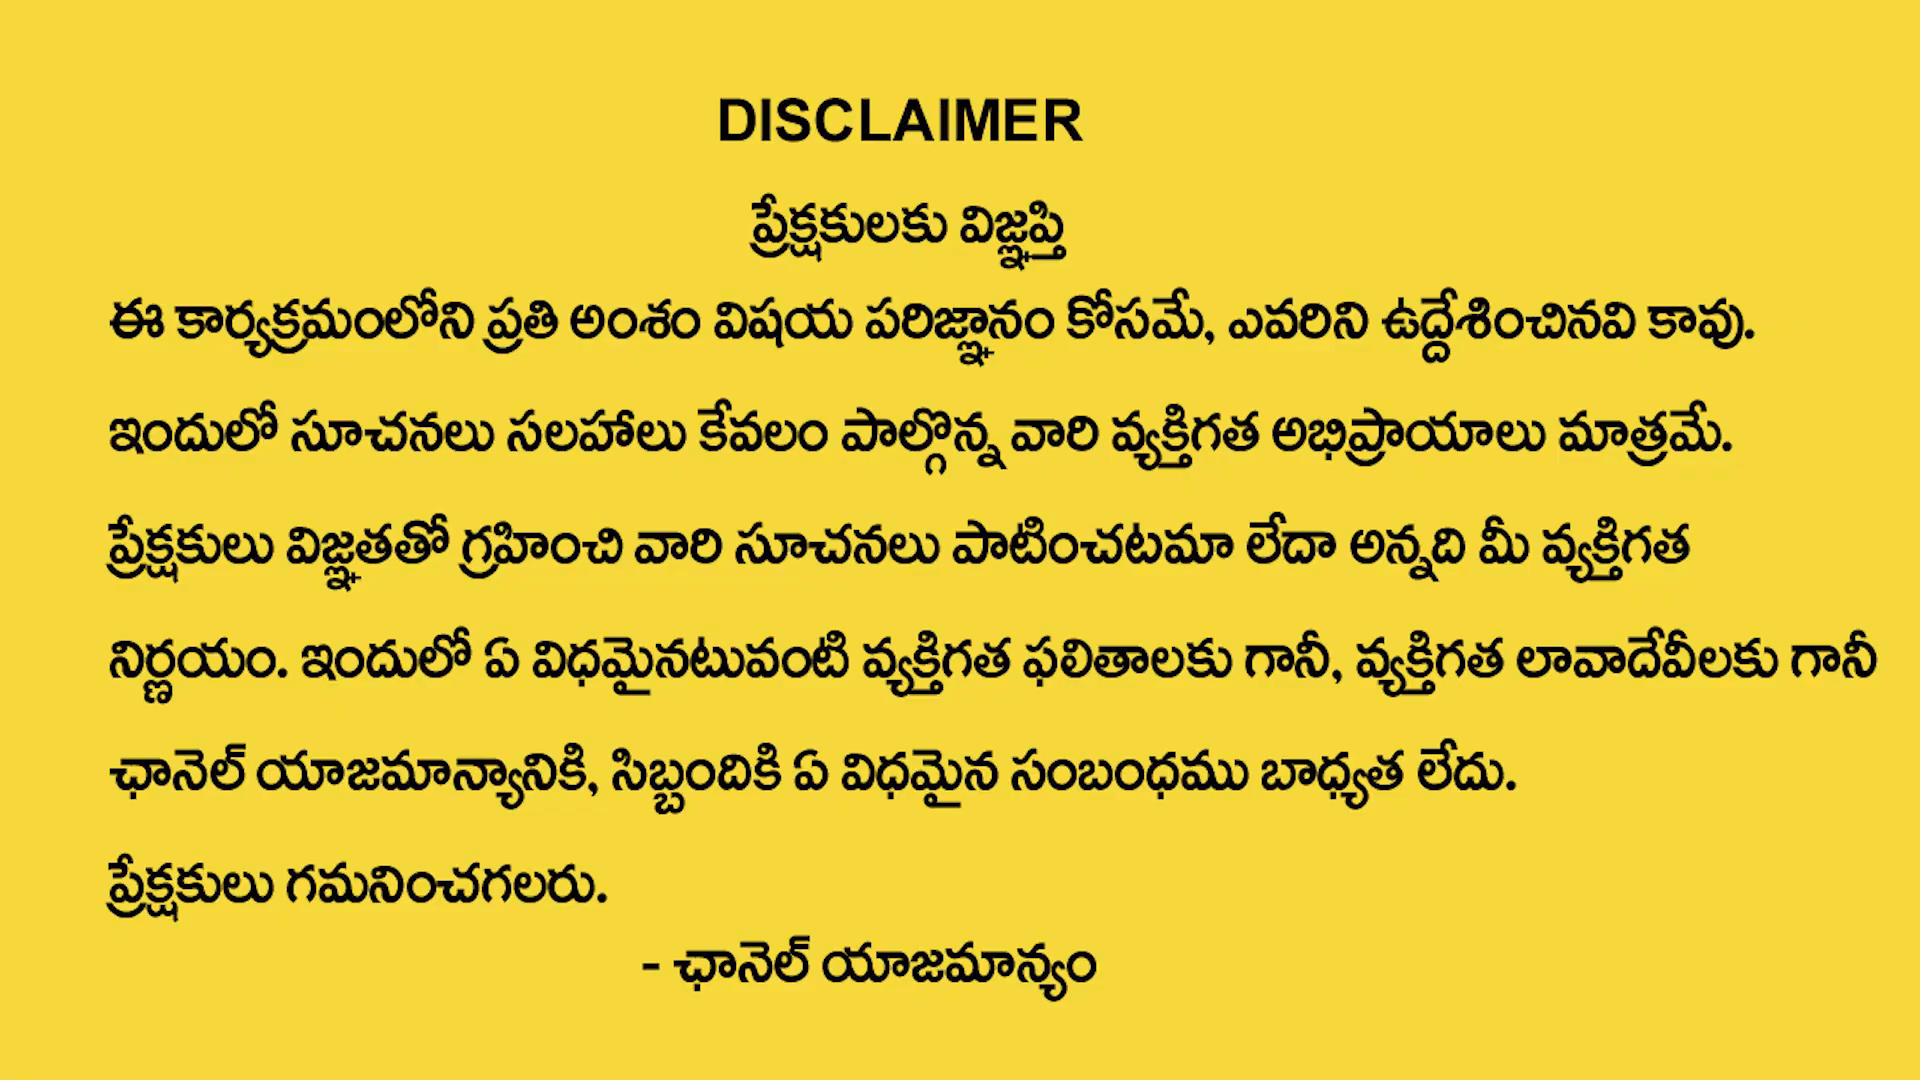 DISCLAIMER
ప్రేక్షకులకు విజ్ఞప్తి
ఈ కార్యక్రమంలోని ప్రతి అంశం విషయ పరిజ్ఞానం కోసమే, ఎవరిని ఉద్దేశించినవి కావు.
ఇందులో సూచనలు సలహాలు కేవలం పాల్గొన్న వారి వ్యక్తిగత అభిప్రాయాలు మాత్రమే.
ప్రేక్షకులు విజ్ఞతతో గ్రహించి వారి సూచనలు పాటించటమా లేదా అన్నది మీ వ్యక్తిగత
నిర్ణయం. ఇందులో ఏ విధమైనటువంటి వ్యక్తిగత ఫలితాలకు గానీ, వ్యక్తిగత లావాదేవీలకు గానీ
ఛానెల్ యాజమాన్యానికి, సిబ్బందికి ఏ విధమైన సంబంధము బాధ్యత లేదు.
ప్రేక్షకులు గమనించగలరు.
- ఛానెల్ యాజమాన్యం